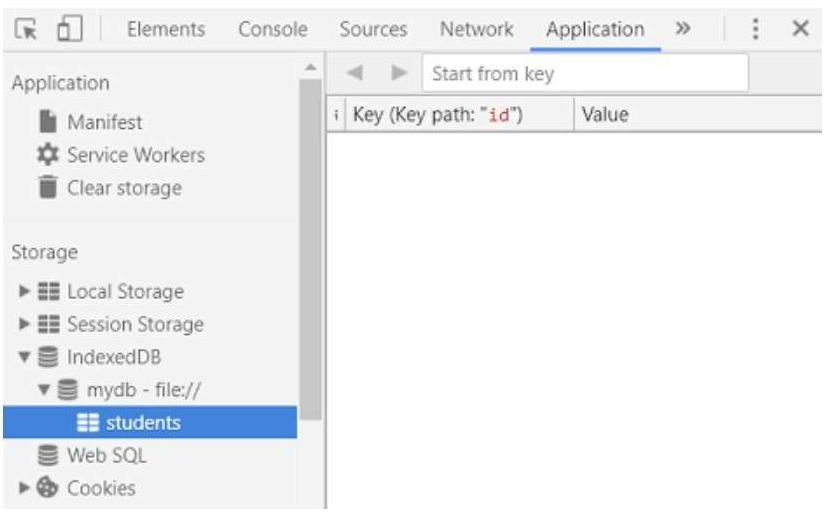 Elements Console Sources Network Application »
Application
Manifest
Service Workers
Clear storage
Storage
Local Storage
Session Storage
IndexedDB
mydb - file://
students
Web SQL
Cookies
Start from key
Key (Key path: "id") Value